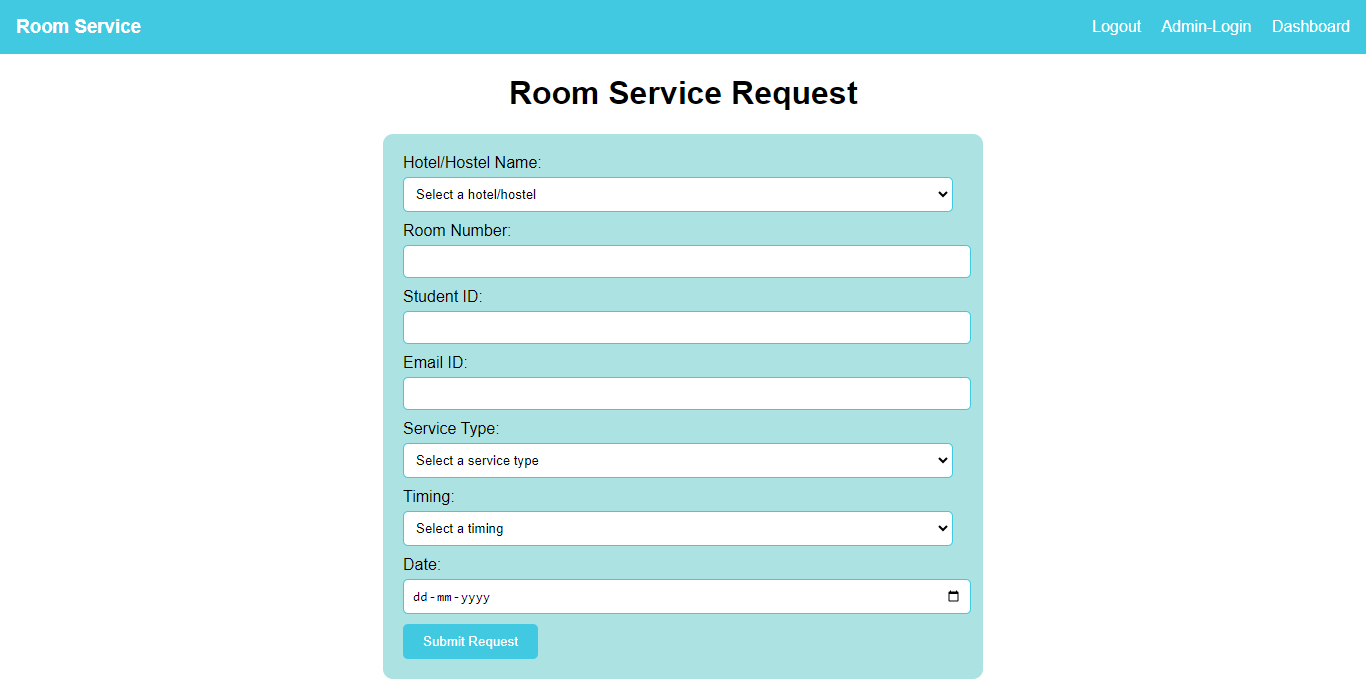 Room Service
Logout Admin-Login Dashboard
Room Service Request
Hotel/Hostel Name:
Select a hotel/hostel
Room Number:
Student ID:
Email ID:
Service Type:
Select a service type
Timing:
Select a timing
Date:
dd-mm-yyyy
Submit Request